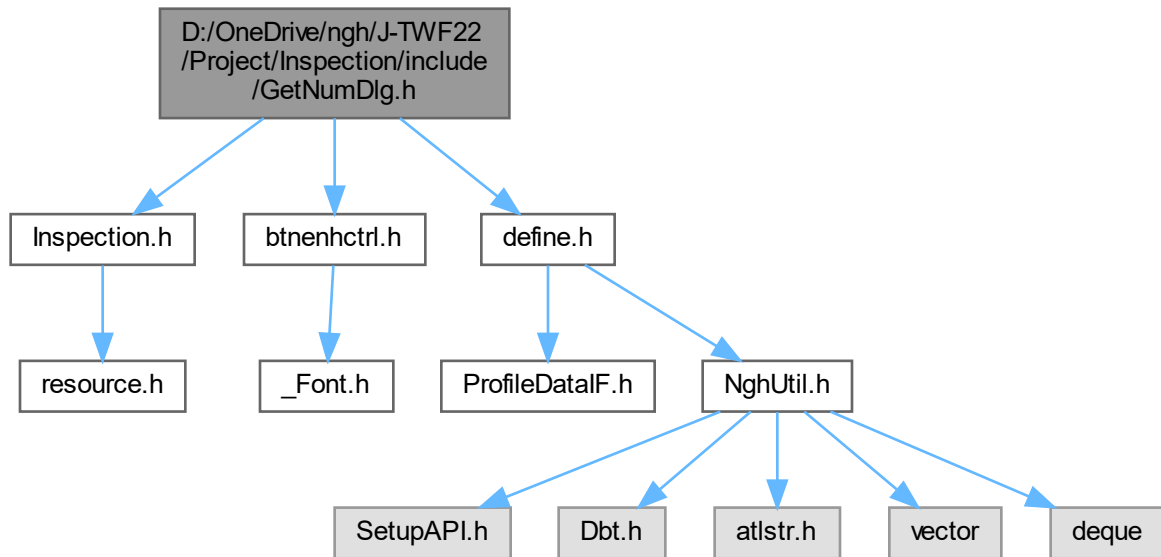 D:/OneDrive/ngh/J-TWF22
/Project/Inspection/include
/GetNumDlg.h
Inspection.h
btnenhctrl.h
define.h
resource.h
_Font.h
ProfileDataIF.h
NghUtil.h
SetupAPI.h
Dbt.h
atlstr.h
vector
deque